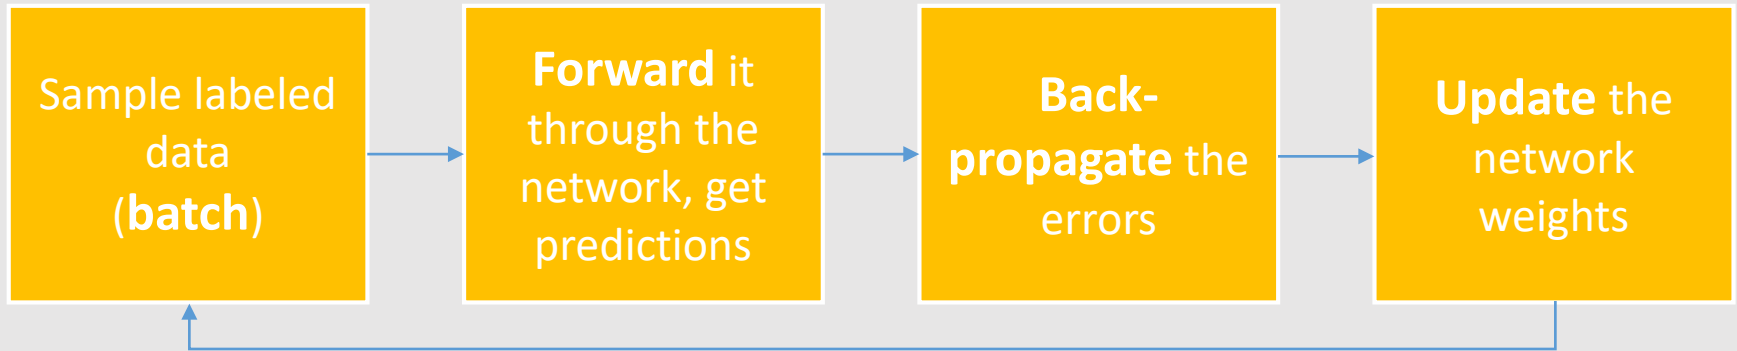 Sample labeled
data
(batch)
Forward it
through the
network, get
predictions
Back-
propagate the
errors
Update the
network
weights